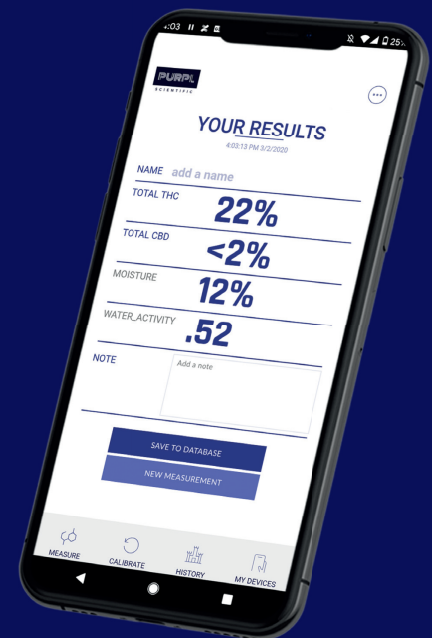 :03
25%
PURPL
SCIENTIFIC
YOUR RESULTS
4:03:13 PM 3/2/2020
NAME add a name
TOTAL THC
22%
TOTAL CBD
<2%
MOISTURE
12%
WATER_ACTIVITY
.52
NOTE
Add a note
SAVE TO DATABASE
NEW MEASUREMENT
MEASURE
CALIBRATE
HISTORY
MY DEVICES